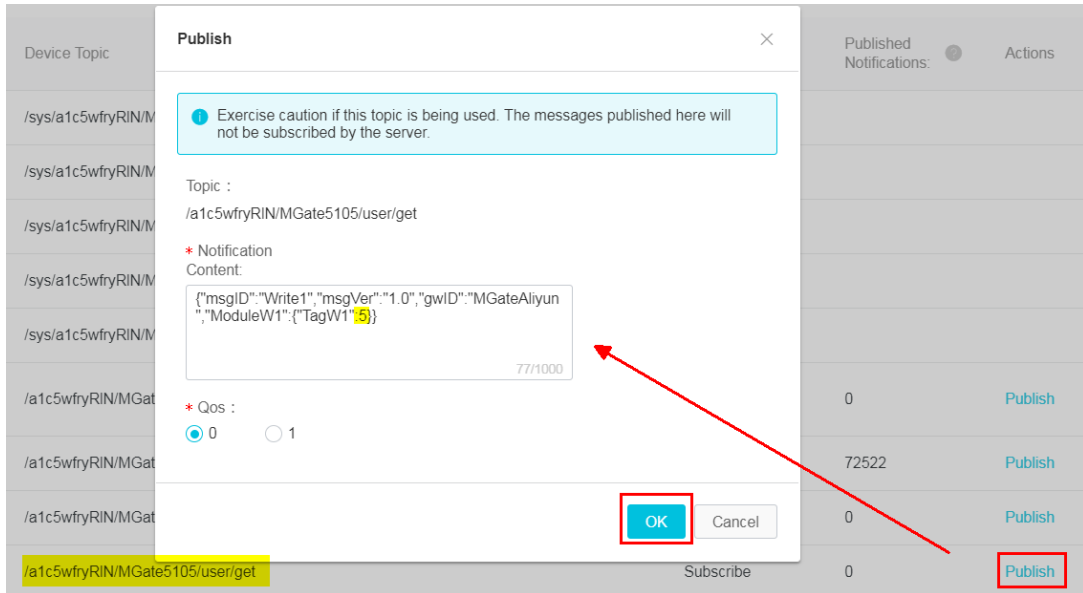 Device Topic
Publish
Published
Notifications:
Actions
Exercise caution if this topic is being used. The messages published here will
not be subscribed by the server.
/sys/a1c5wfryRIN/M
/sys/a1c5wfryRIN/M
/sys/a1c5wfryRIN/M
/sys/a1c5wfryRIN/M
/sys/a1c5wfryRIN/M
Topic :
/a1c5wfryRIN/MGate5105/user/get
* Notification
Content:
{"msgID":"Write1","msgVer":"1.0","gwID":"MGateAliyun
","ModuleW1":{"TagW1":5}}
77/1000
* Qos :
0 1
/a1c5wfryRIN/MGat 0 Publish
/a1c5wfryRIN/MGat 72522 Publish
OK Cancel
/a1c5wfryRIN/MGat 0 Publish
/a1c5wfryRIN/MGate5105/user/get Subscribe 0 Publish